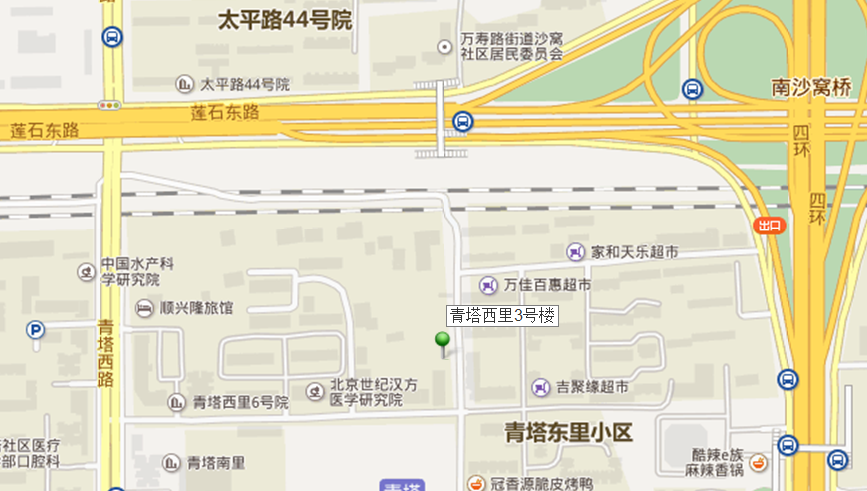 太平路44号院
万寿路街道沙窝
社区居民委员会
太平路44号院
南沙窝桥
莲石东路
莲石东路
四环
四环
出口
家和天乐超市
中国水产科
学研究院
万佳百惠超市
顺兴隆旅馆
青塔西里3号楼
P
青塔西路
吉聚缘超市
北京世纪汉方
医学研究院
青塔西里6号院
青塔东里小区
社区医疗
部口腔科
青塔南里
酷辣e族
麻辣香锅
冠香源脆皮烤鸭
青塔